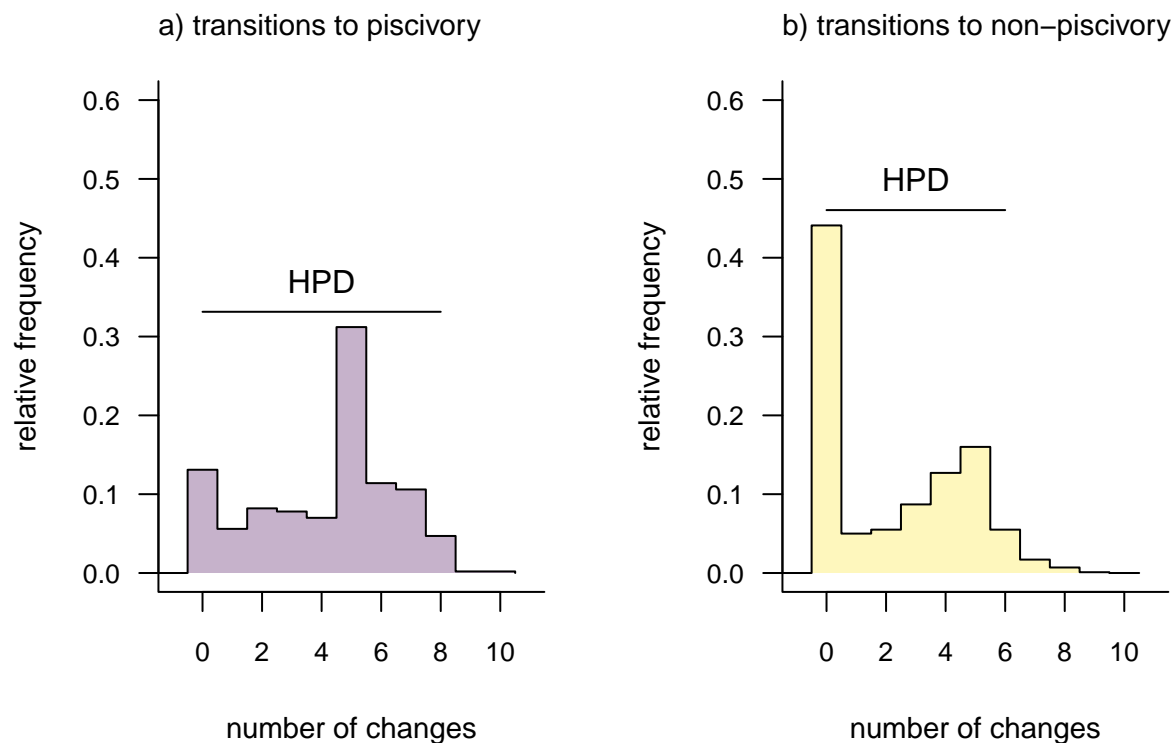 a) transitions to piscivory
relative frequency
0.6
0.5
0.4
0.3
0.2
0.1
0.0
HPD
0 2 4 6 8 10
number of changes
b) transitions to non−piscivory
relative frequency
0.6
0.5
0.4
0.3
0.2
0.1
0.0
HPD
0 2 4 6 8 10
number of changes